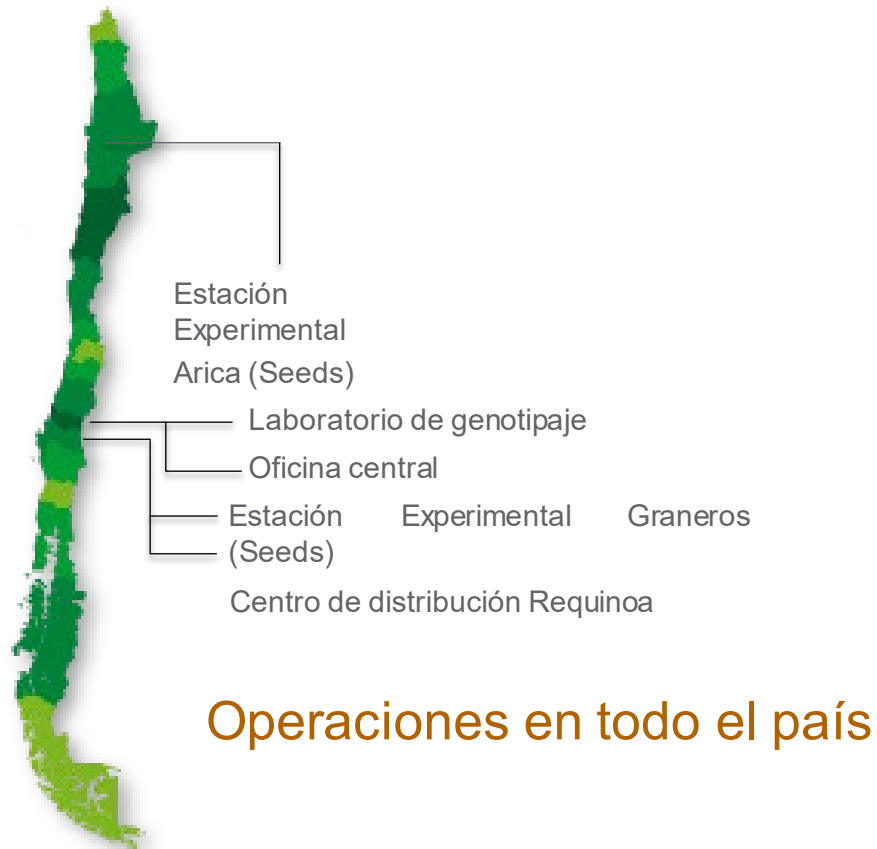 Estación
Experimental
Arica (Seeds)
Laboratorio de genotipaje
Oficina central
Estación Experimental Graneros
(Seeds)
Centro de distribución Requinoa
Operaciones en todo el país